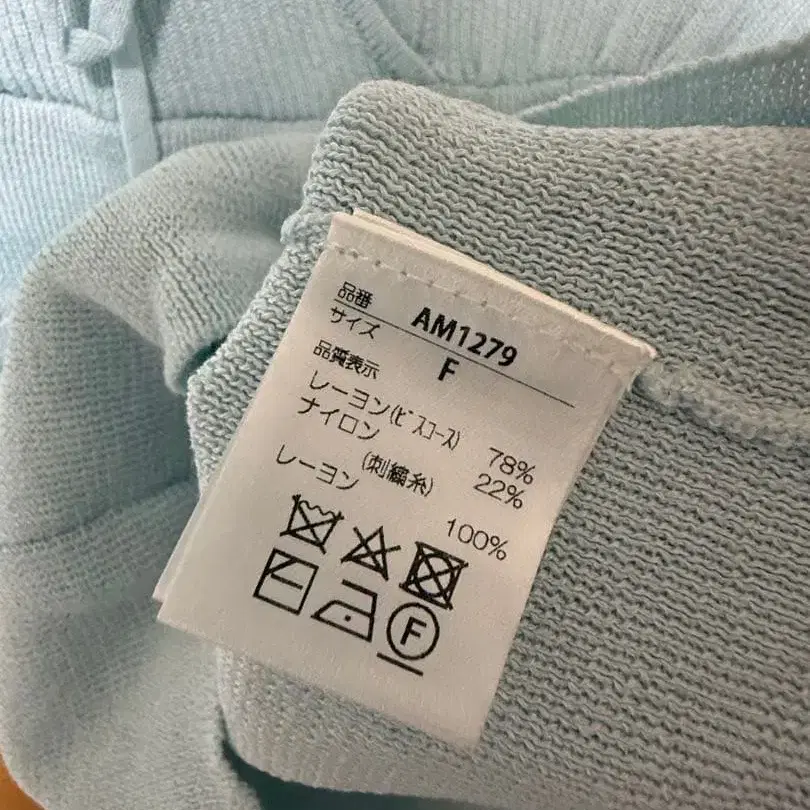 品番 AM1279
サイズ F
品質表示
レーヨン(ビスコース) 78%
ナイロン 22%
(刺繍糸)
レーヨン 100%
F